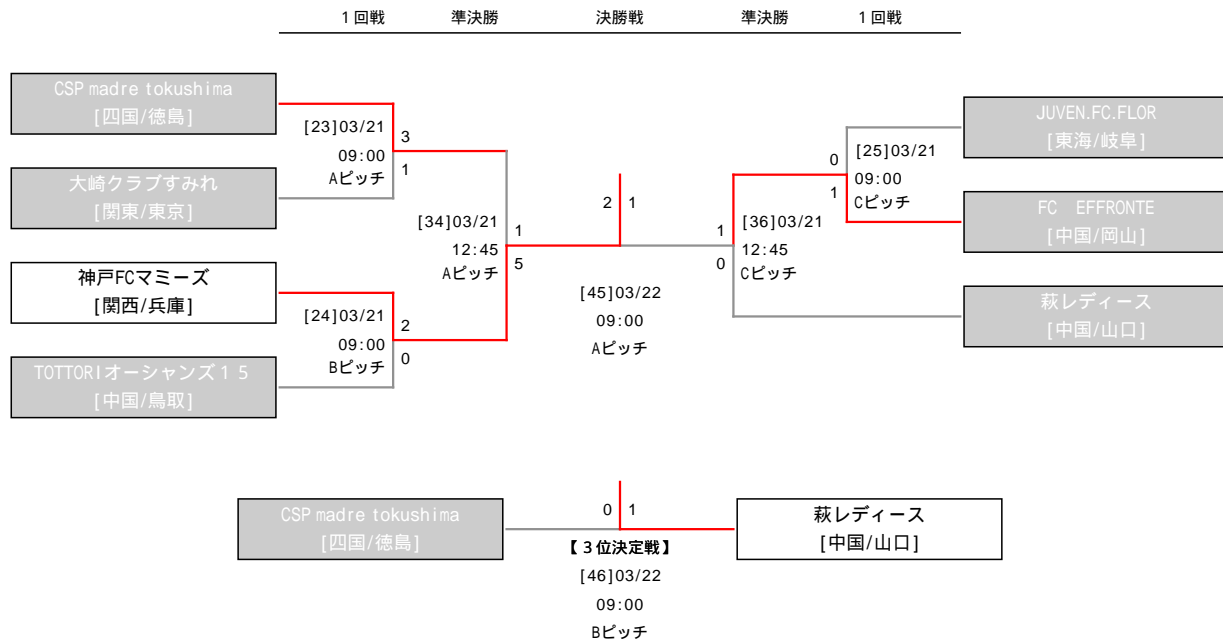 1回戦 準決勝 決勝戦 準決勝 1回戦
CSP madre tokushima
[四国/徳島]
大崎クラブすみれ
[関東/東京]
神戸FCマミーズ
[関西/兵庫]
TOTTORIオーシャンズ15
[中国/鳥取]
[23]03/21
09:00
Aピッチ
3
1
[24]03/21
09:00
Bピッチ
2
0
[34]03/21
12:45
Aピッチ
1
5
2 1
[45]03/22
09:00
Aピッチ
1
0
[36]03/21
12:45
Cピッチ
0
1
[25]03/21
09:00
Cピッチ
JUVEN.FC.FLOR
[東海/岐阜]
FC EFFRONTE
[中国/岡山]
萩レディース
[中国/山口]
CSP madre tokushima
[四国/徳島]
0 1
【3位決定戦】
[46]03/22
09:00
Bピッチ
萩レディース
[中国/山口]